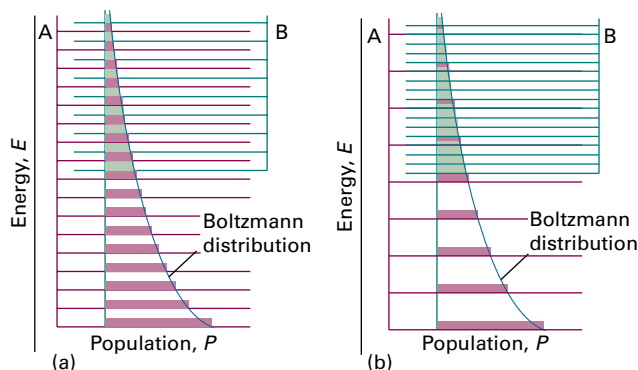 A
B
Energy, E
Boltzmann
distribution
Population, P
(a)
A
B
Energy, E
Boltzmann
distribution
Population, P
(b)